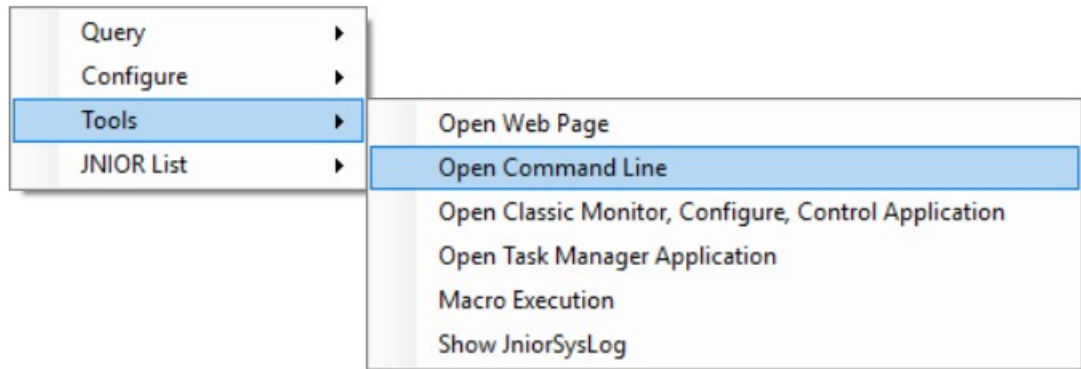 Query
Configure
Tools
JNIOR List
Open Web Page
Open Command Line
Open Classic Monitor, Configure, Control Application
Open Task Manager Application
Macro Execution
Show JniorSysLog